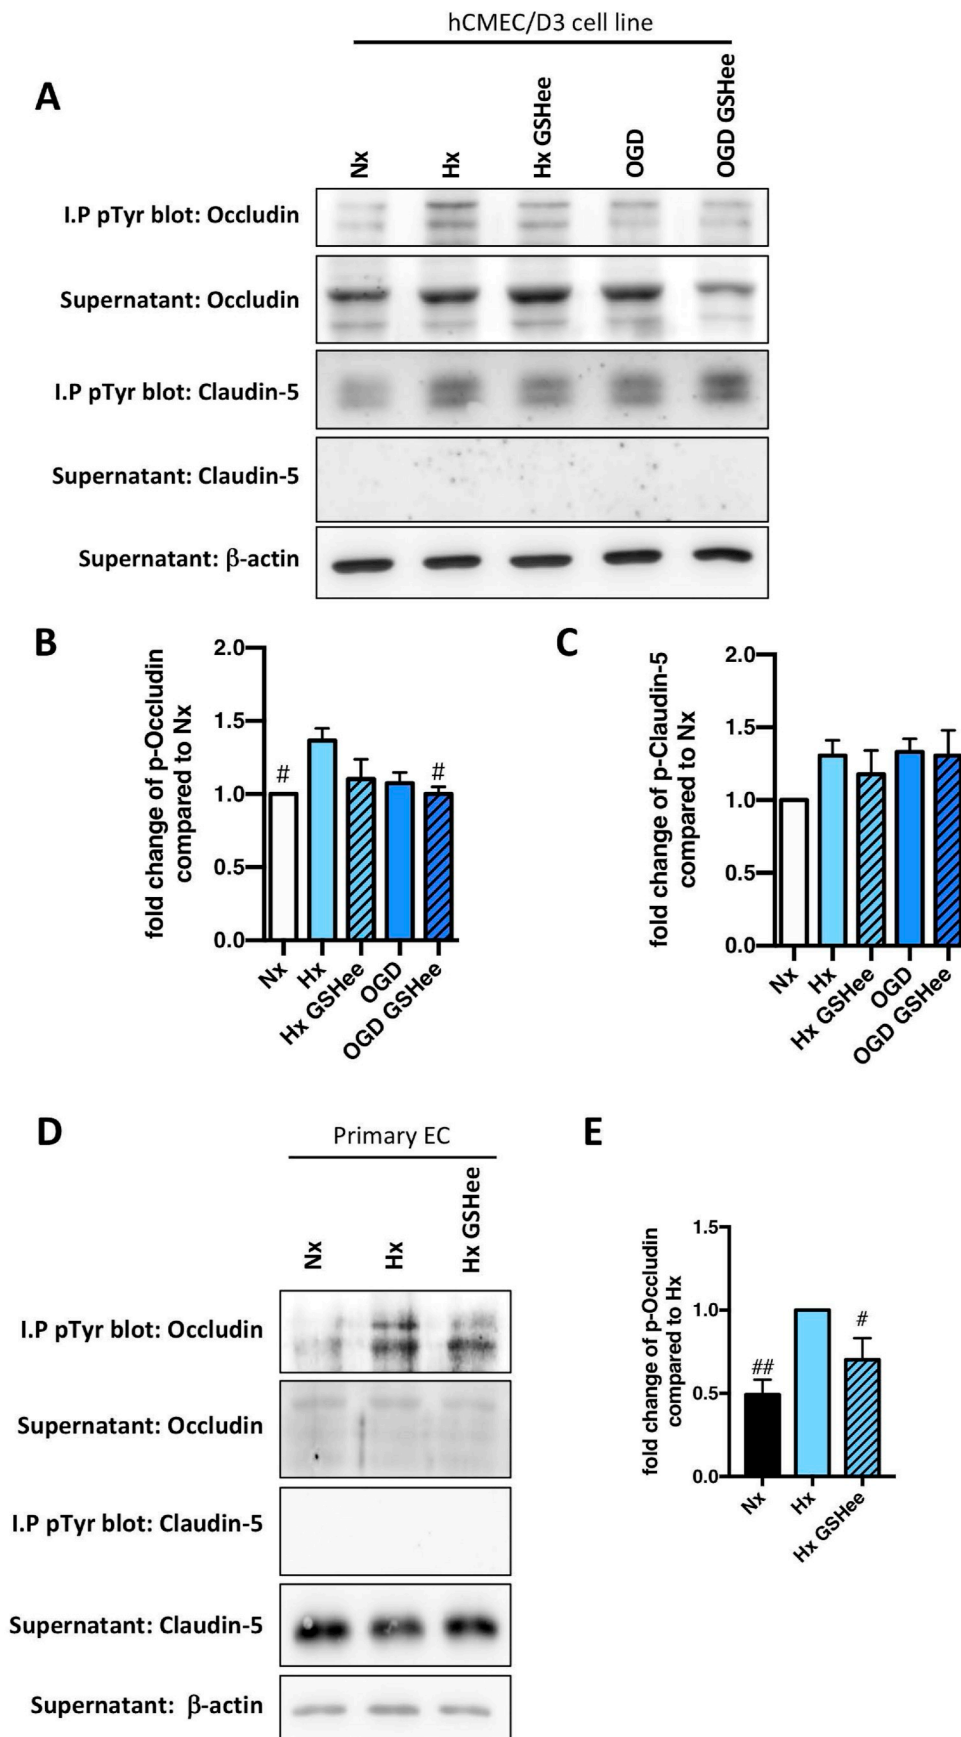 hCMEC/D3 cell line
A
Nx
Hx
Hx GSHee
OGD
OGD GSHee
I.P pTyr blot: Occludin
Supernatant: Occludin
I.P pTyr blot: Claudin-5
Supernatant: Claudin-5
Supernatant: β-actin
B
fold change of p-Occludin
compared to Nx
2.0
1.5
1.0
0.5
0.0
#
#
Nx
Hx
Hx GSHee
OGD
OGD GSHee
C
fold change of p-Claudin-5
compared to Nx
2.0
1.5
1.0
0.5
0.0
Nx
Hx
Hx GSHee
OGD
OGD GSHee
D
Primary EC
Nx
Hx
Hx GSHee
I.P pTyr blot: Occludin
Supernatant: Occludin
I.P pTyr blot: Claudin-5
Supernatant: Claudin-5
Supernatant: β-actin
E
fold change of p-Occludin
compared to Hx
1.5
1.0
0.5
0.0
##
#
Nx
Hx
Hx GSHee